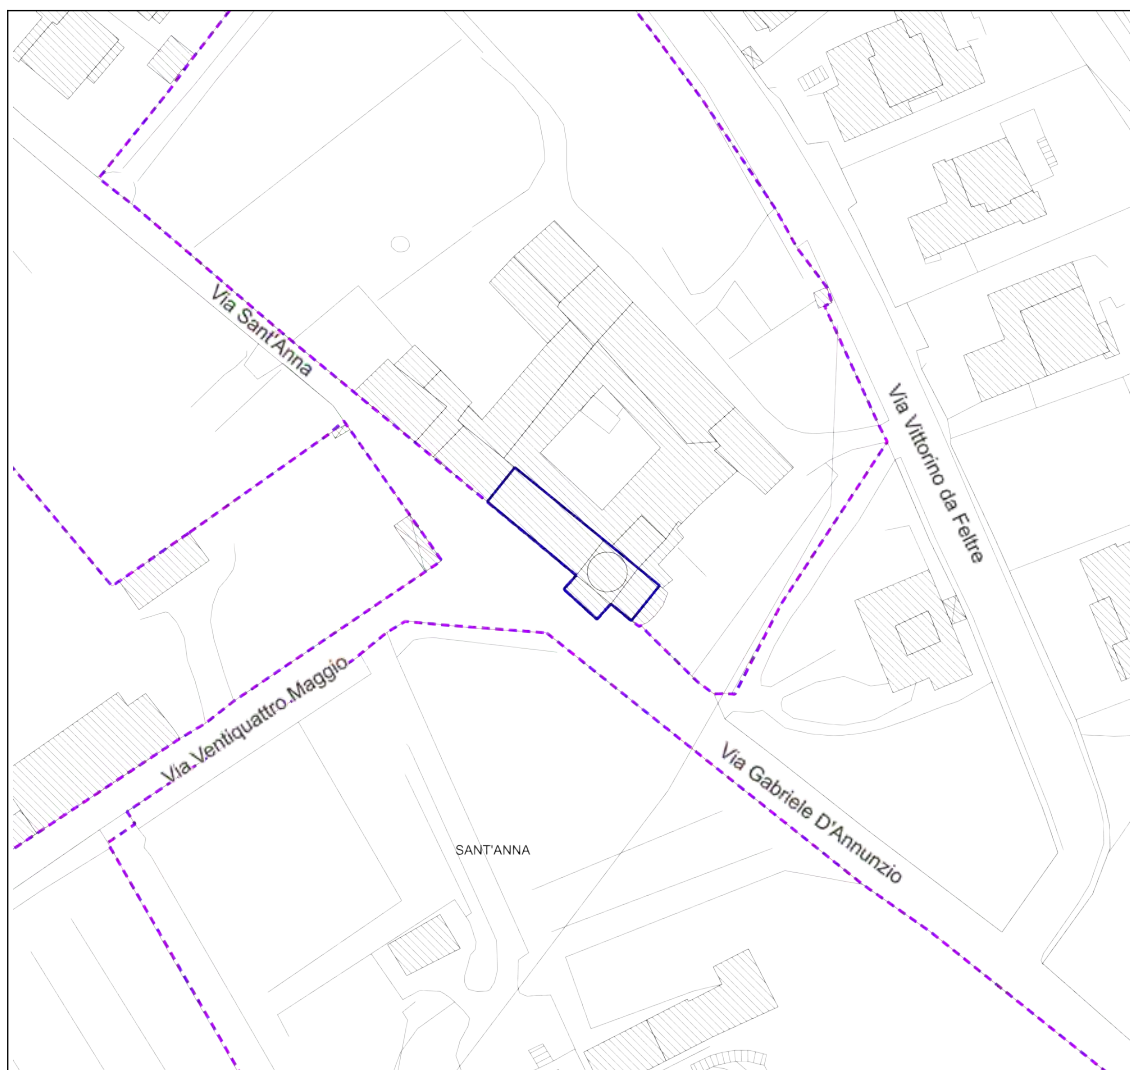 Via Sant'Anna
Via Vittorino da Feltre
Via Ventiquattro Maggio
Via Gabriele D'Annunzio
SANT'ANNA